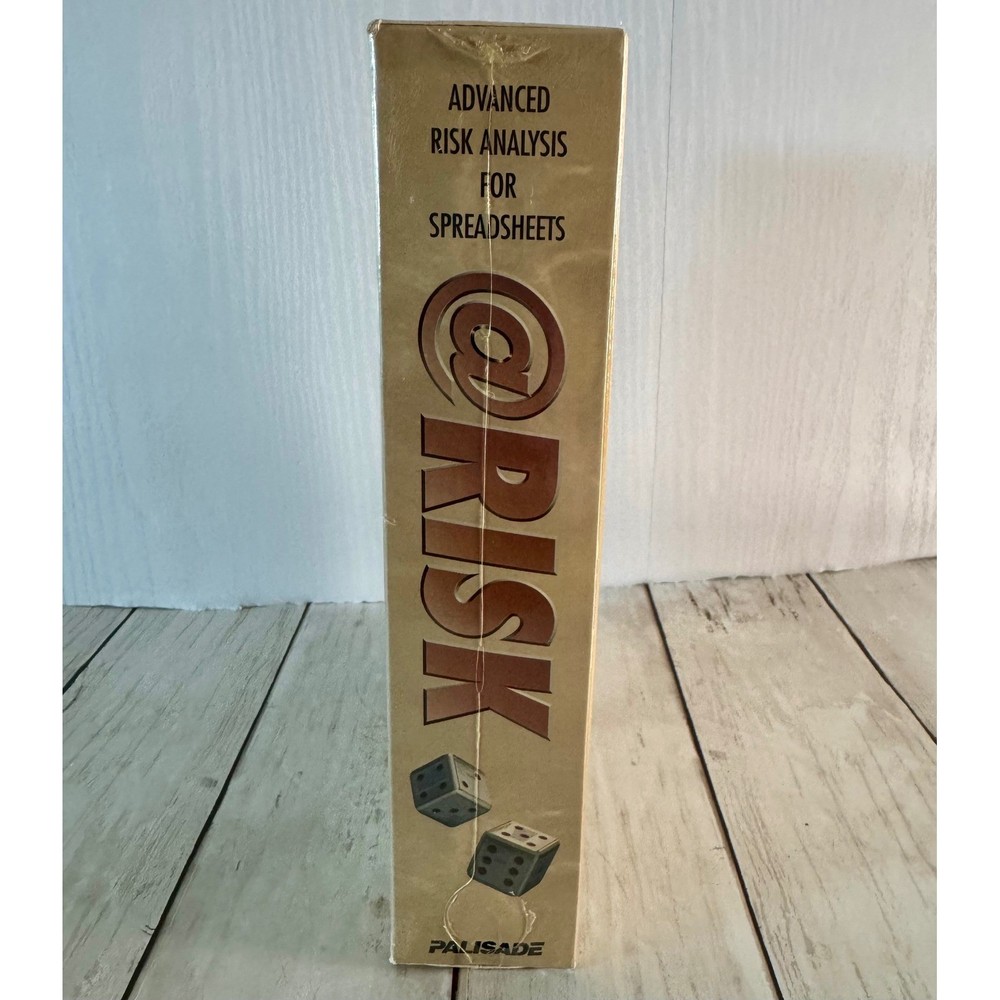 ADVANCED
RISK ANALYSIS
FOR
SPREADSHEETS
@RISK
PALISADE